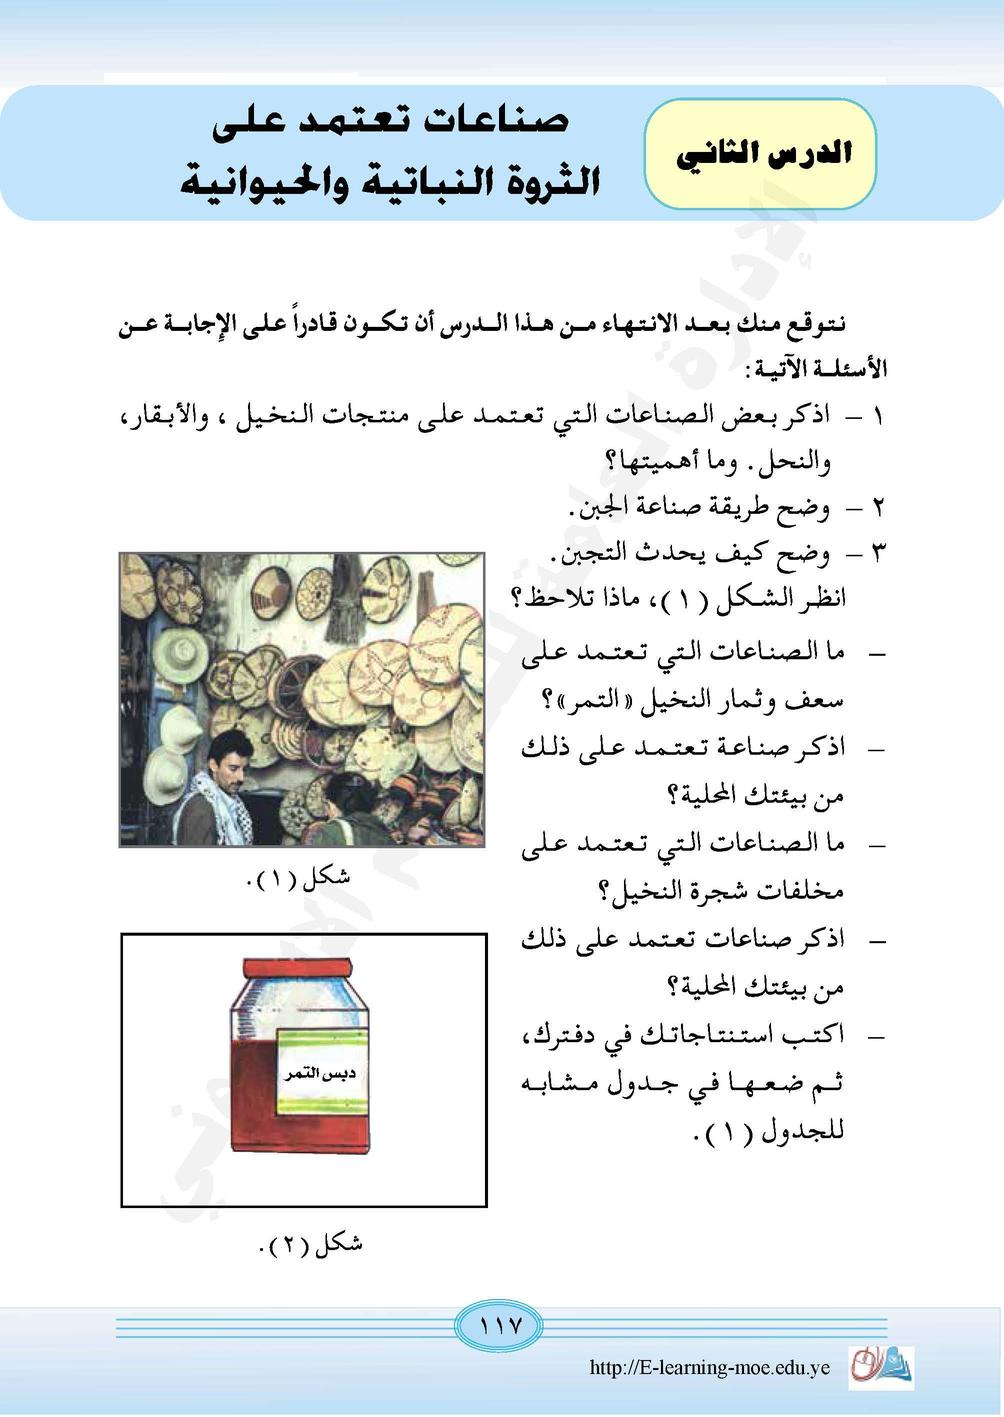 الدرس الثاني
صناعات تعتمد على
الثروة النباتية والحيوانية
نتوقع منك بعد الانتهاء من هذا الدرس أن تكون قادراً على الإجابة عن
الأسئلة الآتية:
١ – اذكر بعض الصناعات التي تعتمد على منتجات النخيل ، والأبقار،
والنحل. وما أهميتها؟
٢ – وضح طريقة صناعة الجبن.
٣ – وضح كيف يحدث التجبن.
انظر الشكل (١)، ماذا تلاحظ؟
– ما الصناعات التي تعتمد على
سعف وثمار النخيل «التمر»؟
– اذكر صناعة تعتمد على ذلك
من بيئتك المحلية؟
– ما الصناعات التي تعتمد على
مخلفات شجرة النخيل؟
– اذكر صناعات تعتمد على ذلك
من بيئتك المحلية؟
– اكتب استنتاجاتك في دفترك،
ثم ضعها في جدول مشابه
للجدول (١).
شكل (١).
دبس التمر
شكل (٢).
١١٧
http://E-learning-moe.edu.ye